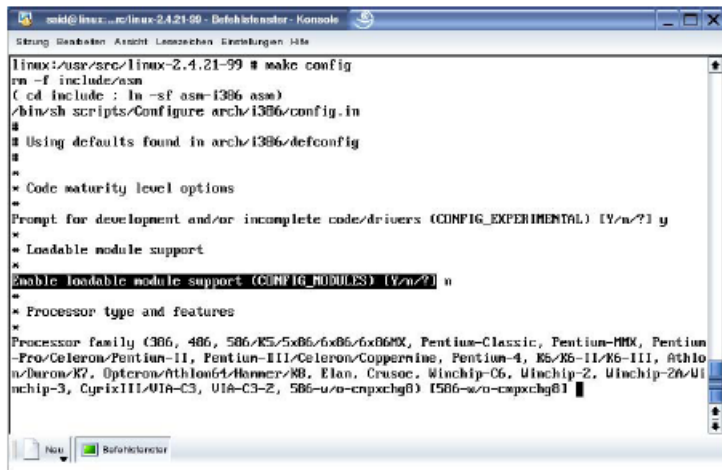 said@linux:...rc/linux-2.4.21-99 - Befehlsfenster - Konsole
Sitzung Bearbeiten Ansicht Lesezeichen Einstellungen Hilfe
linux:/usr/src/linux-2.4.21-99 # make config
rm -f include/asm
( cd include ; ln -sf asm-i386 asm)
/bin/sh scripts/Configure arch/i386/config.in
#
# Using defaults found in arch/i386/defconfig
#
*
* Code maturity level options
*
Prompt for development and/or incomplete code/drivers (CONFIG_EXPERIMENTAL) [Y/n/?] y
*
* Loadable module support
*
Enable loadable module support (CONFIG_MODULES) [Y/n/?] n
*
* Processor type and features
*
Processor family (386, 486, 586/K5/5x86/6x86/6x86MX, Pentium-Classic, Pentium-MMX, Pentium
-Pro/Celeron/Pentium-II, Pentium-III/Celeron/Coppermine, Pentium-4, K6/K6-II/K6-III, Athlo
n/Duron/K7, Opteron/Athlon64/Hammer/K8, Elan, Crusoe, Winchip-C6, Winchip-2, Winchip-2A/Wi
nchip-3, CyrixIII/VIA-C3, VIA-C3-2, 586-w/o-cmpxchg8) [586-w/o-cmpxchg8]
Neu Befehlsfenster